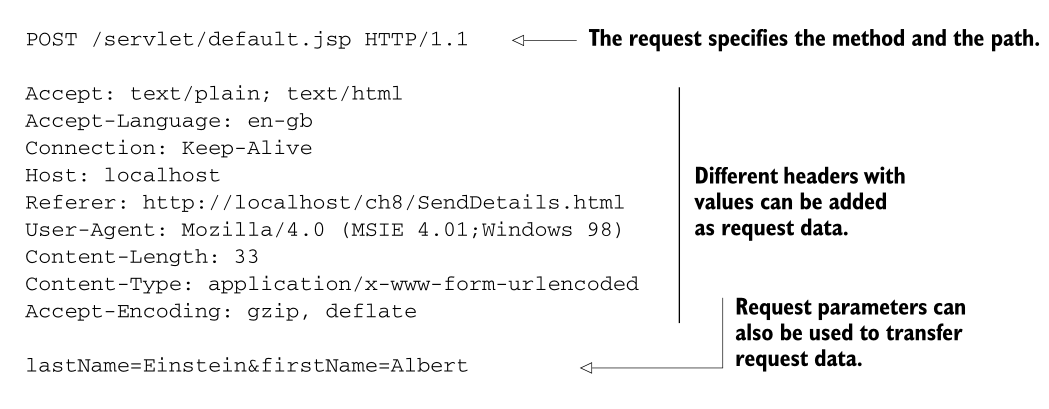 POST /servlet/default.jsp HTTP/1.1
The request specifies the method and the path.
Accept: text/plain; text/html
Accept-Language: en-gb
Connection: Keep-Alive
Host: localhost
Referer: http://localhost/ch8/SendDetails.html
User-Agent: Mozilla/4.0 (MSIE 4.01;Windows 98)
Content-Length: 33
Content-Type: application/x-www-form-urlencoded
Accept-Encoding: gzip, deflate
Different headers with
values can be added
as request data.
lastName=Einstein&firstName=Albert
Request parameters can
also be used to transfer
request data.